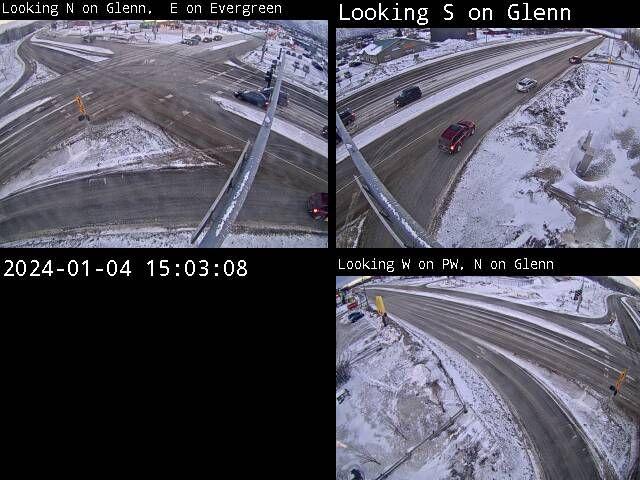 Looking N on Glenn,  E on Evergreen
Looking S on Glenn
2024-01-04 15:03:08
Looking W on PW, N on Glenn